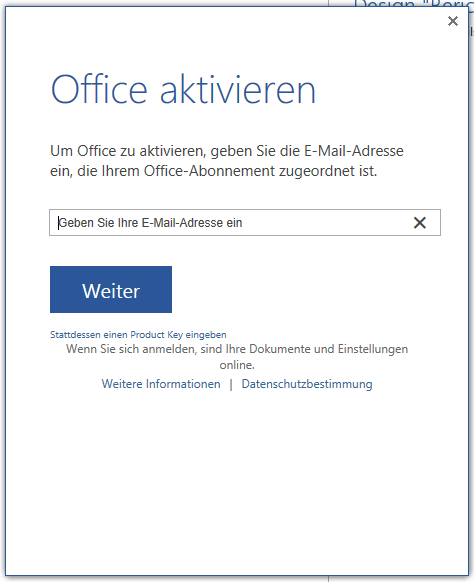 Design "Beric
Office aktivieren
Um Office zu aktivieren, geben Sie die E-Mail-Adresse
ein, die Ihrem Office-Abonnement zugeordnet ist.
Geben Sie Ihre E-Mail-Adresse ein
Weiter
Stattdessen einen Product Key eingeben
Wenn Sie sich anmelden, sind Ihre Dokumente und Einstellungen
online.
Weitere Informationen | Datenschutzbestimmung